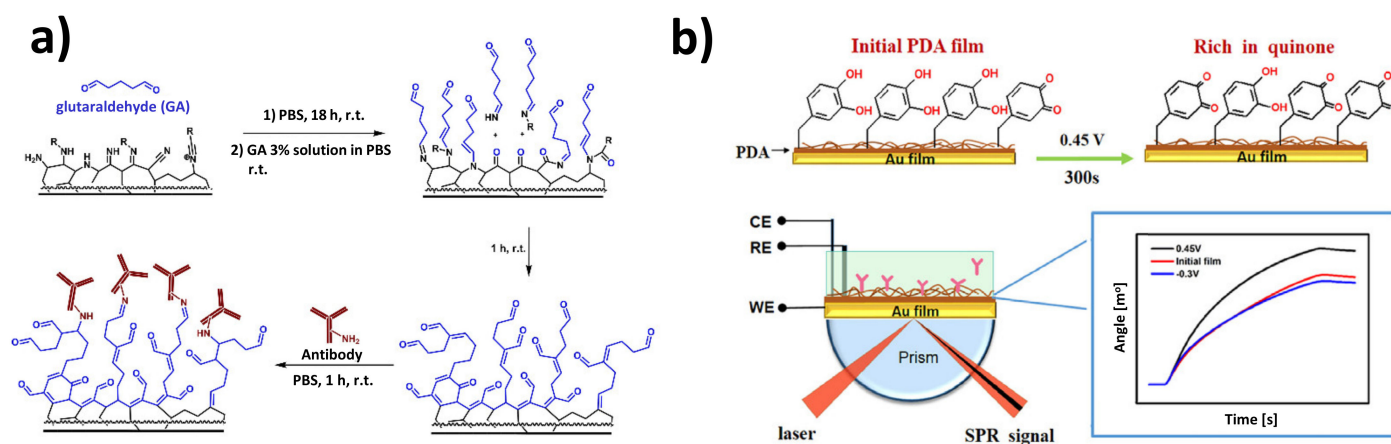 a)
glutaraldehyde (GA)
1) PBS, 18 h, r.t.
2) GA 3% solution in PBS
r.t.
1 h, r.t.
NH₂
Antibody
PBS, 1 h, r.t.
b)
Initial PDA film
Rich in quinone
PDA
Au film
0.45 V
300s
Au film
CE
RE
WE
Au film
Prism
laser
SPR signal
0.45V
Initial film
-0.3V
Angle [mº]
Time [s]